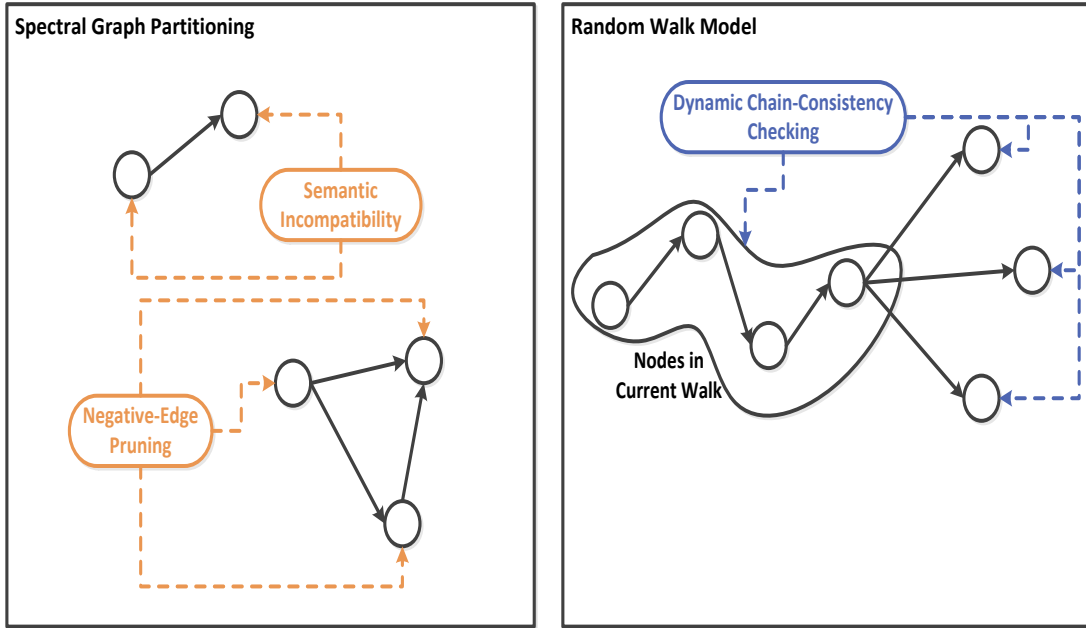 Spectral Graph Partitioning
Semantic
Incompatibility
Negative-Edge
Pruning
Random Walk Model
Dynamic Chain-Consistency
Checking
Nodes in
Current Walk